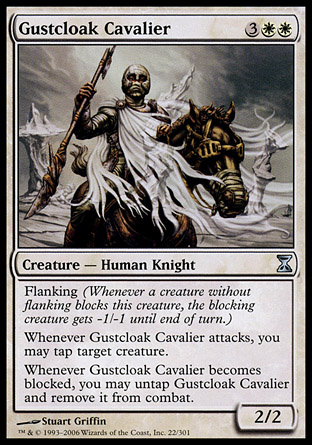 Gustcloak Cavalier 3
Creature — Human Knight
Flanking (Whenever a creature without
flanking blocks this creature, the blocking
creature gets -1/-1 until end of turn.)
Whenever Gustcloak Cavalier attacks, you
may tap target creature.
Whenever Gustcloak Cavalier becomes
blocked, you may untap Gustcloak Cavalier
and remove it from combat.
Stuart Griffin
™ & © 1993–2006 Wizards of the Coast, Inc. 22/301
2/2